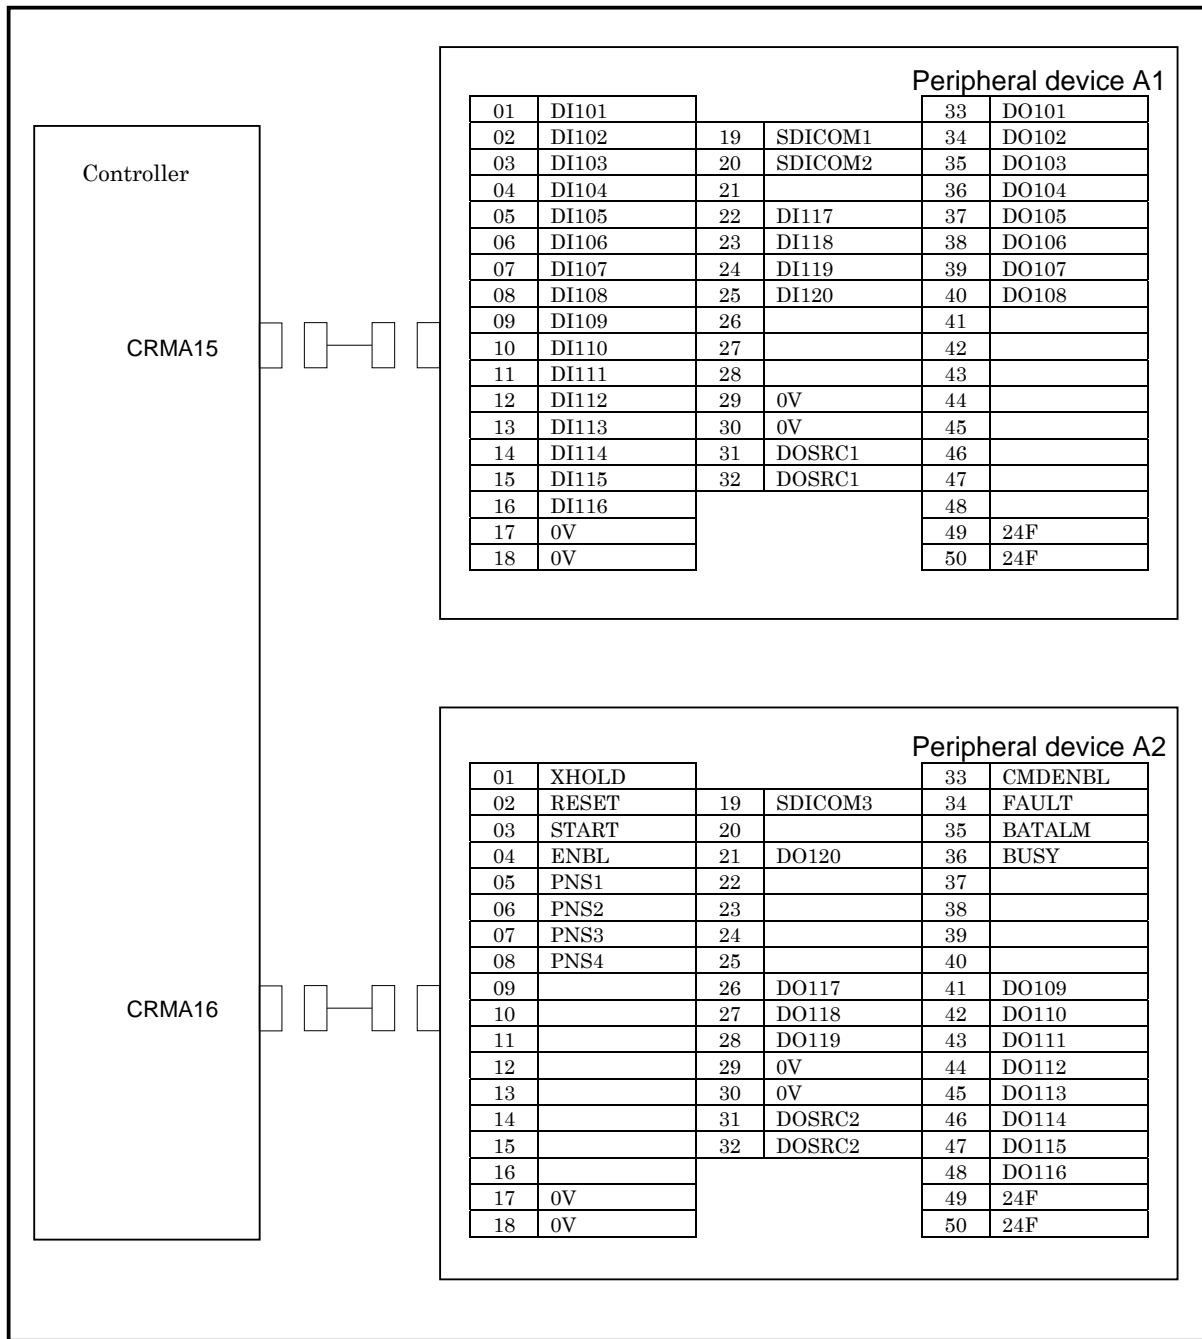 Peripheral device A1
01 DI101 33 DO101
02 DI102 19 SDICOM1 34 DO102
03 DI103 20 SDICOM2 35 DO103
Controller
04 DI104 21 36 DO104
05 DI105 22 DI117 37 DO105
06 DI106 23 DI118 38 DO106
07 DI107 24 DI119 39 DO107
08 DI108 25 DI120 40 DO108
09 DI109 26 41
CRMA15
10 DI110 27 42
11 DI111 28 43
12 DI112 29 0V 44
13 DI113 30 0V 45
14 DI114 31 DOSRC1 46
15 DI115 32 DOSRC1 47
16 DI116 48
17 0V 49 24F
18 0V 50 24F
Peripheral device A2
01 XHOLD 33 CMDENBL
02 RESET 19 SDICOM3 34 FAULT
03 START 20 35 BATALM
04 ENBL 21 DO120 36 BUSY
05 PNS1 22 37
06 PNS2 23 38
07 PNS3 24 39
08 PNS4 25 40
09 26 DO117 41 DO109
CRMA16
10 27 DO118 42 DO110
11 28 DO119 43 DO111
12 29 0V 44 DO112
13 30 0V 45 DO113
14 31 DOSRC2 46 DO114
15 32 DOSRC2 47 DO115
16 48 DO116
17 0V 49 24F
18 0V 50 24F